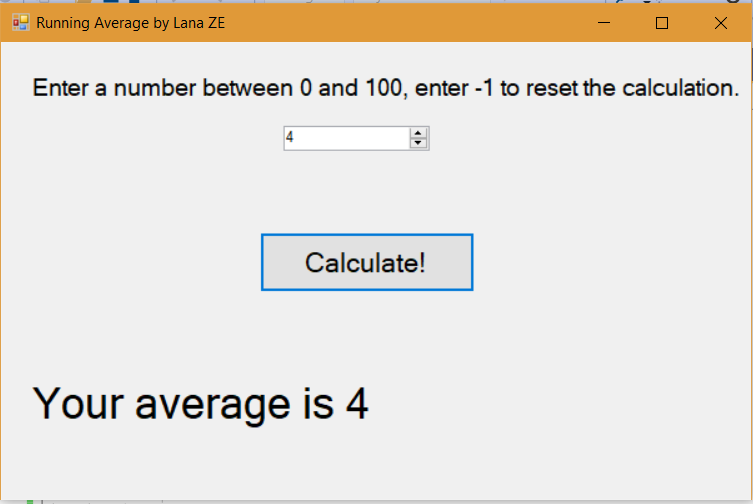 Running Average by Lana ZE
Enter a number between 0 and 100, enter -1 to reset the calculation.
4
Calculate!
Your average is 4